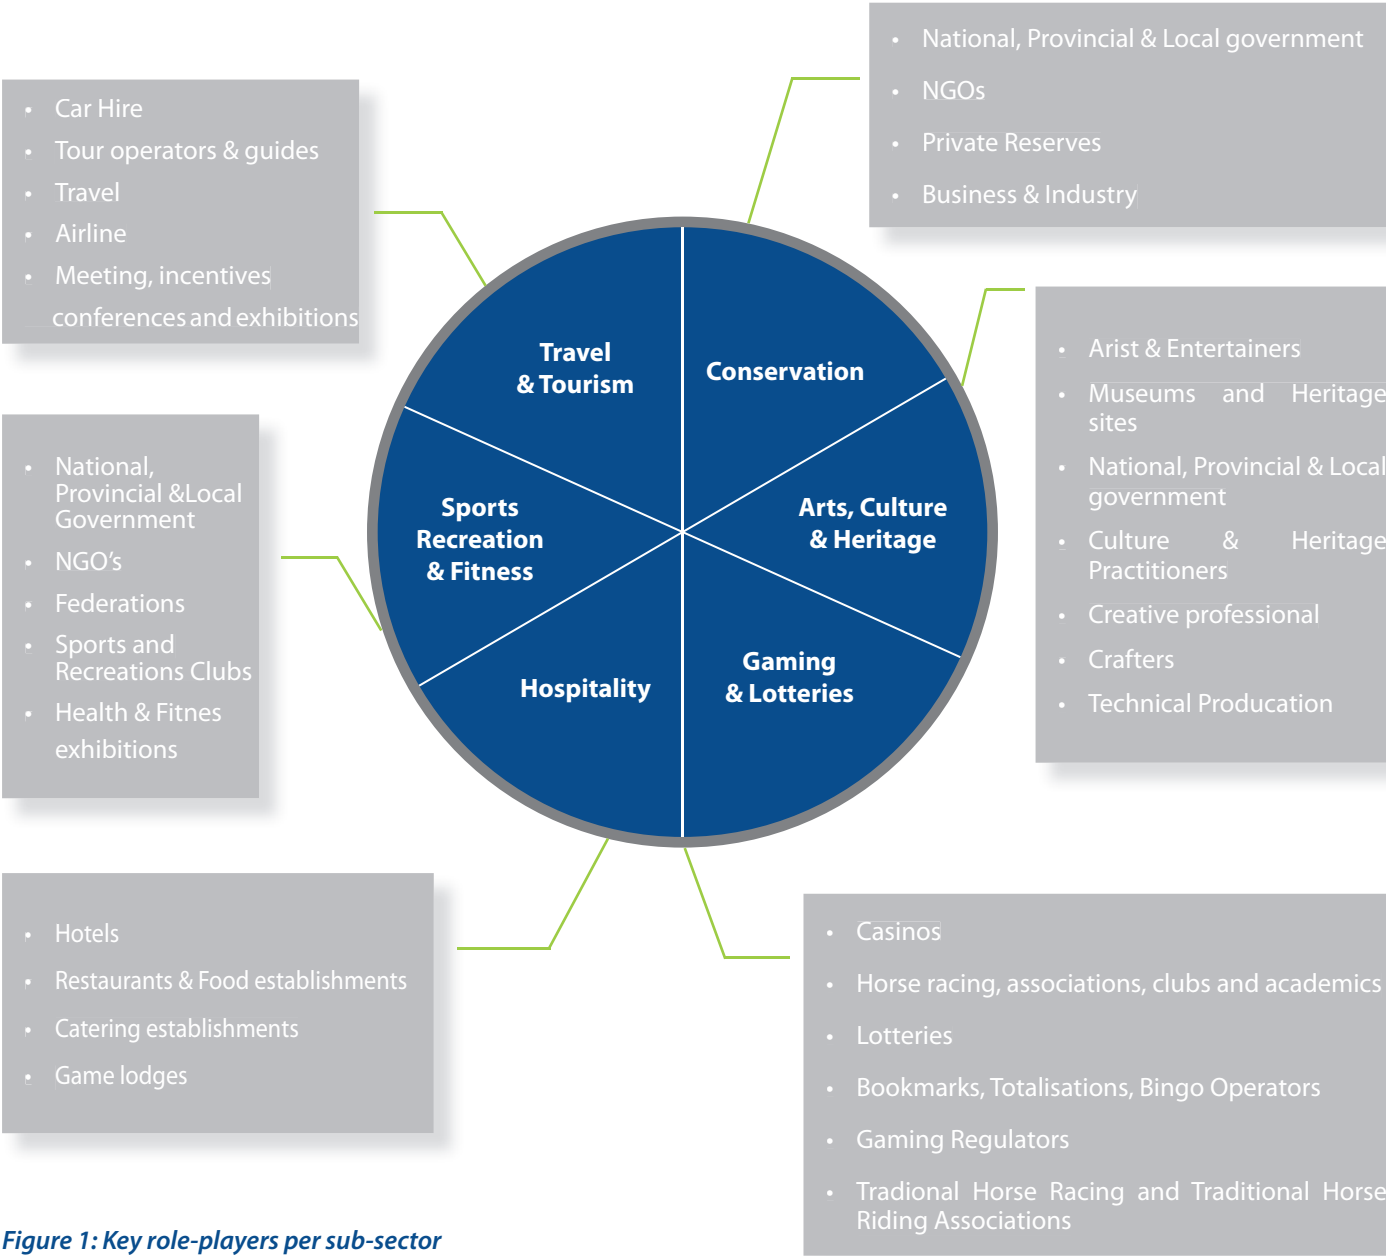 • National, Provincial & Local government
• NGOs
• Private Reserves
• Business & Industry
• Car Hire
• Tour operators & guides
• Travel
• Airline
• Meeting, incentives
conferences and exhibitions
• Arist & Entertainers
• Museums and Heritage
sites
• National, Provincial & Local
government
• Culture & Heritage
Practitioners
• Creative professional
• Crafters
• Technical Producation
• National,
Provincial &Local
Government
• NGO's
• Federations
• Sports and
Recreations Clubs
• Health & Fitnes
exhibitions
Travel
& Tourism
Conservation
Sports
Recreation
& Fitness
Arts, Culture
& Heritage
Hospitality
Gaming
& Lotteries
• Hotels
• Restaurants & Food establishments
• Catering establishments
• Game lodges
• Casinos
• Horse racing, associations, clubs and academics
• Lotteries
• Bookmarks, Totalisations, Bingo Operators
• Gaming Regulators
• Tradional Horse Racing and Traditional Horse
Riding Associations
Figure 1: Key role-players per sub-sector